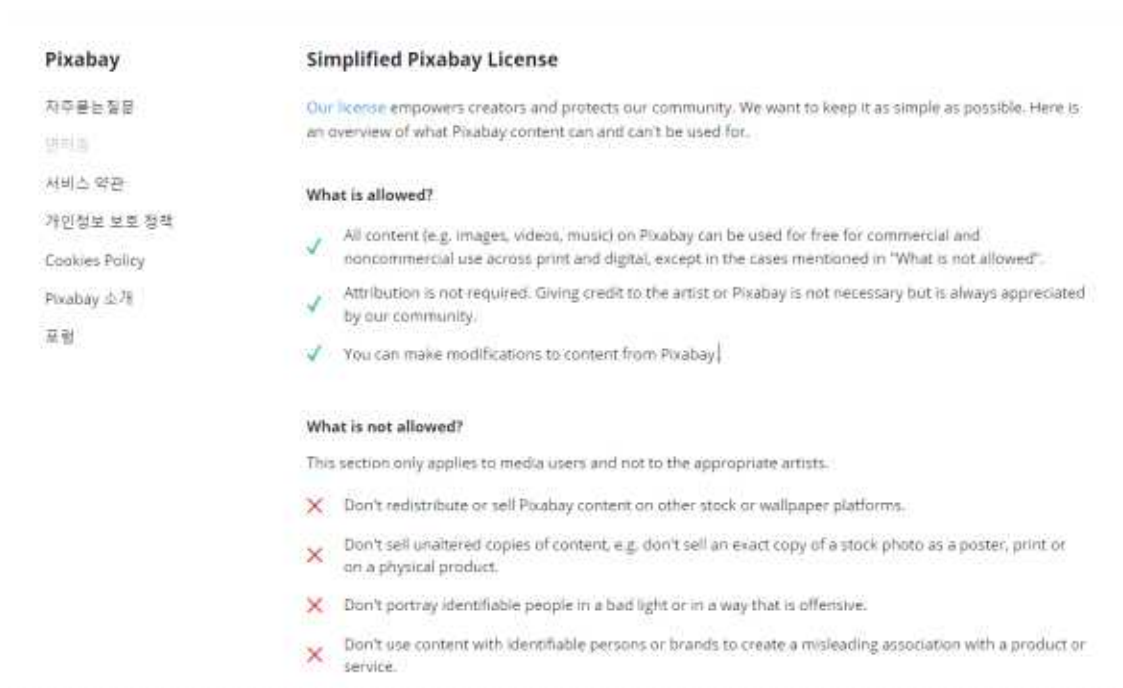 Pixabay
자주묻는질문
서비스 약관
개인정보 보호 정책
Cookies Policy
Pixabay 소개
포럼
Simplified Pixabay License
Our license empowers creators and protects our community. We want to keep it as simple as possible. Here is
an overview of what Pixabay content can and can't be used for.
What is allowed?
All content (e.g. images, videos, music) on Pixabay can be used for free for commercial and
noncommercial use across print and digital, except in the cases mentioned in "What is not allowed".
Attribution is not required. Giving credit to the artist or Pixabay is not necessary but is always appreciated
by our community.
You can make modifications to content from Pixabay.
What is not allowed?
This section only applies to media users and not to the appropriate artists.
Don't redistribute or sell Pixabay content on other stock or wallpaper platforms.
Don't sell unaltered copies of content, e.g. don't sell an exact copy of a stock photo as a poster, print or
on a physical product.
Don't portray identifiable people in a bad light or in a way that is offensive.
Don't use content with identifiable persons or brands to create a misleading association with a product or
service.